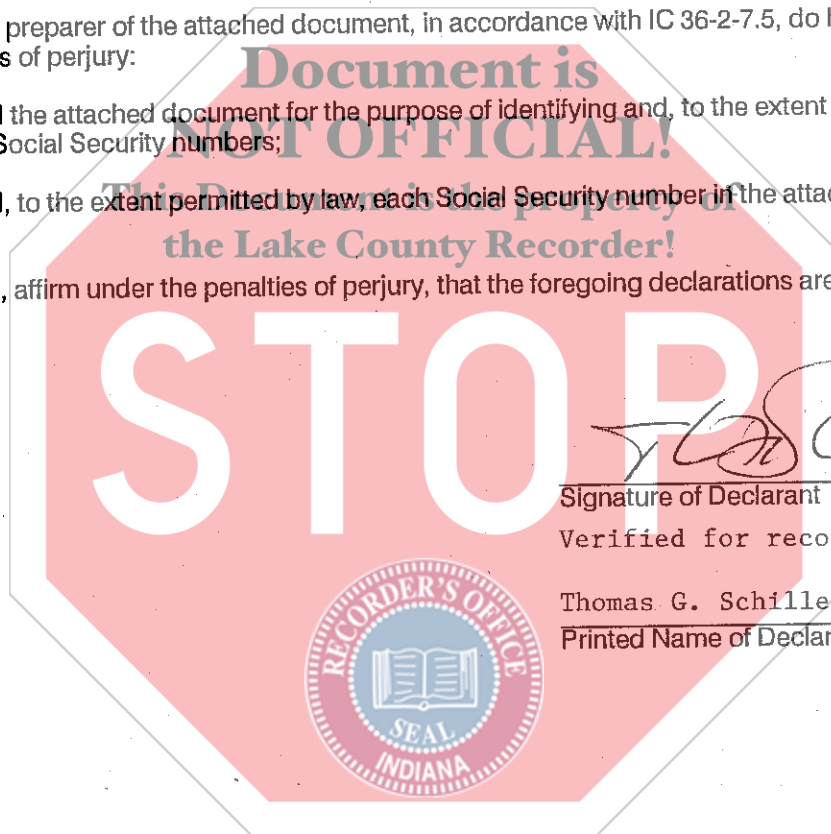 preparer of the attached document, in accordance with IC 36-2-7.5, do
s of perjury:
Document is
the attached document for the purpose of identifying and, to the extent
NOT OFFICIAL!
Social Security numbers;
This Document is the property of
, to the extent permitted by law, each Social Security number in the attac
the Lake County Recorder!
, affirm under the penalties of perjury, that the foregoing declarations are
STOP
Signature of Declarant
Verified for reco
Thomas G. Schille
Printed Name of Declar
RECORDER'S OFFICE
SEAL
INDIANA